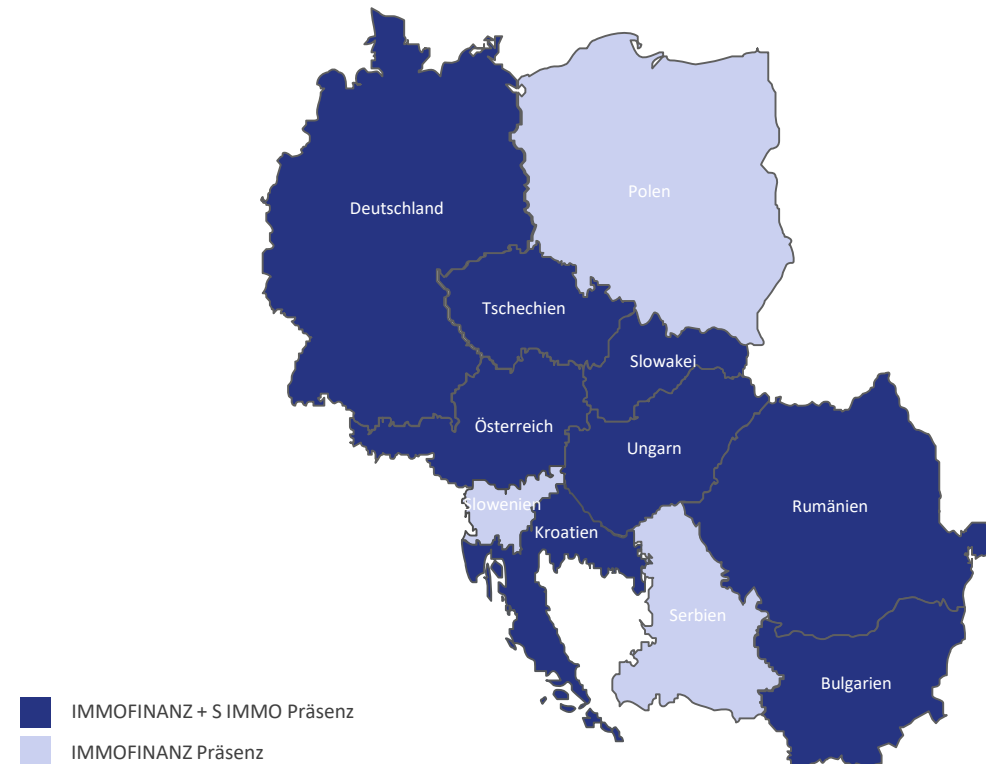 Polen
Deutschland
Tschechien
Slowakei
Österreich
Ungarn
Slowenien
Rumänien
Kroatien
Serbien
Bulgarien
IMMOFINANZ + S IMMO Präsenz
IMMOFINANZ Präsenz